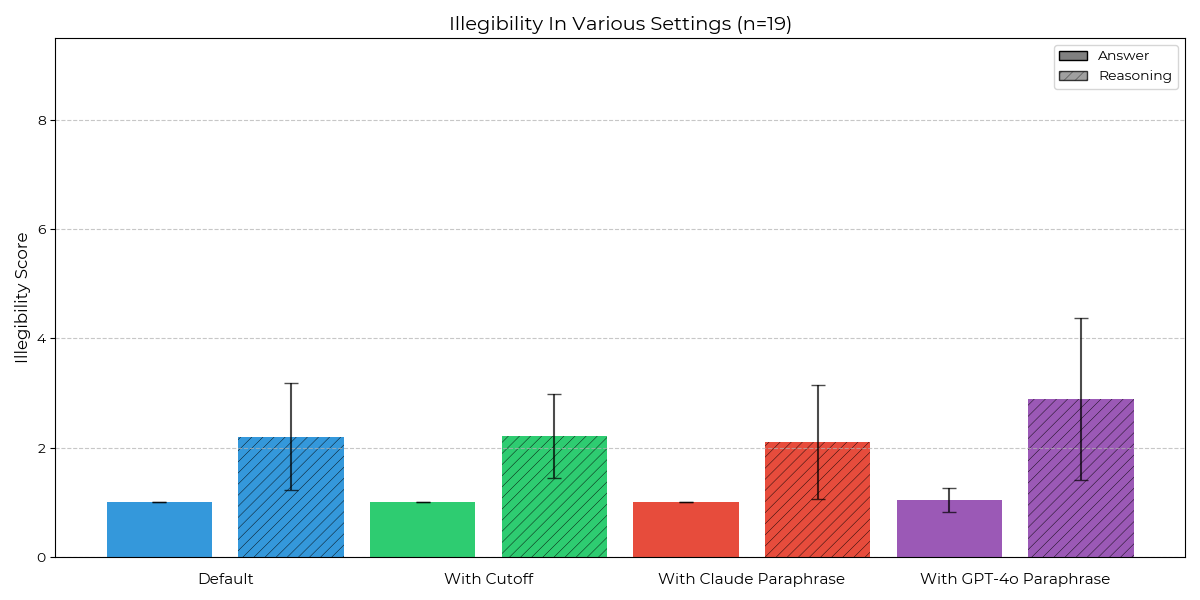 Illegibility In Various Settings (n=19)
Answer
Reasoning
Illegibility Score
8
6
4
2
0
Default
With Cutoff
With Claude Paraphrase
With GPT-4o Paraphrase